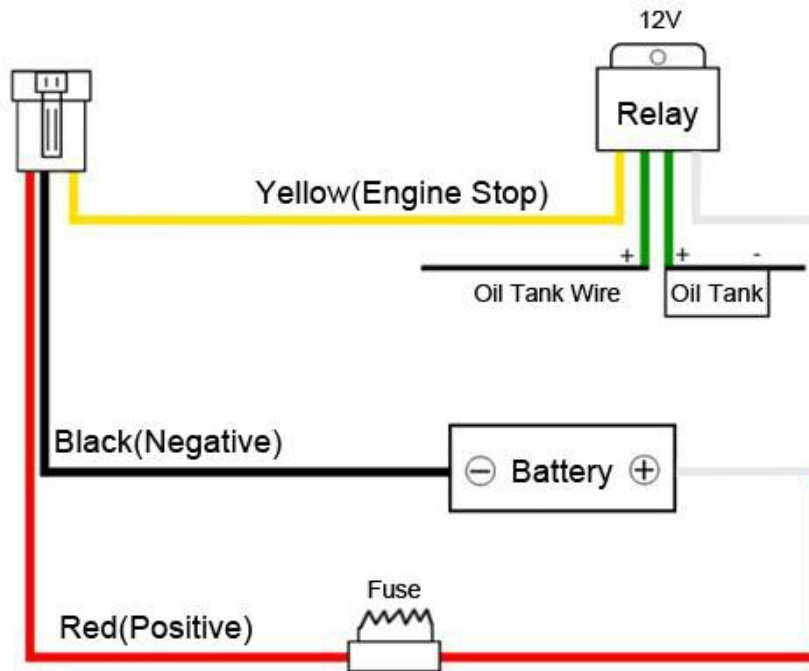 12V
Relay
Yellow(Engine Stop)
+ + -
Oil Tank Wire
Oil Tank
Black(Negative)
- Battery +
Fuse
Red(Positive)